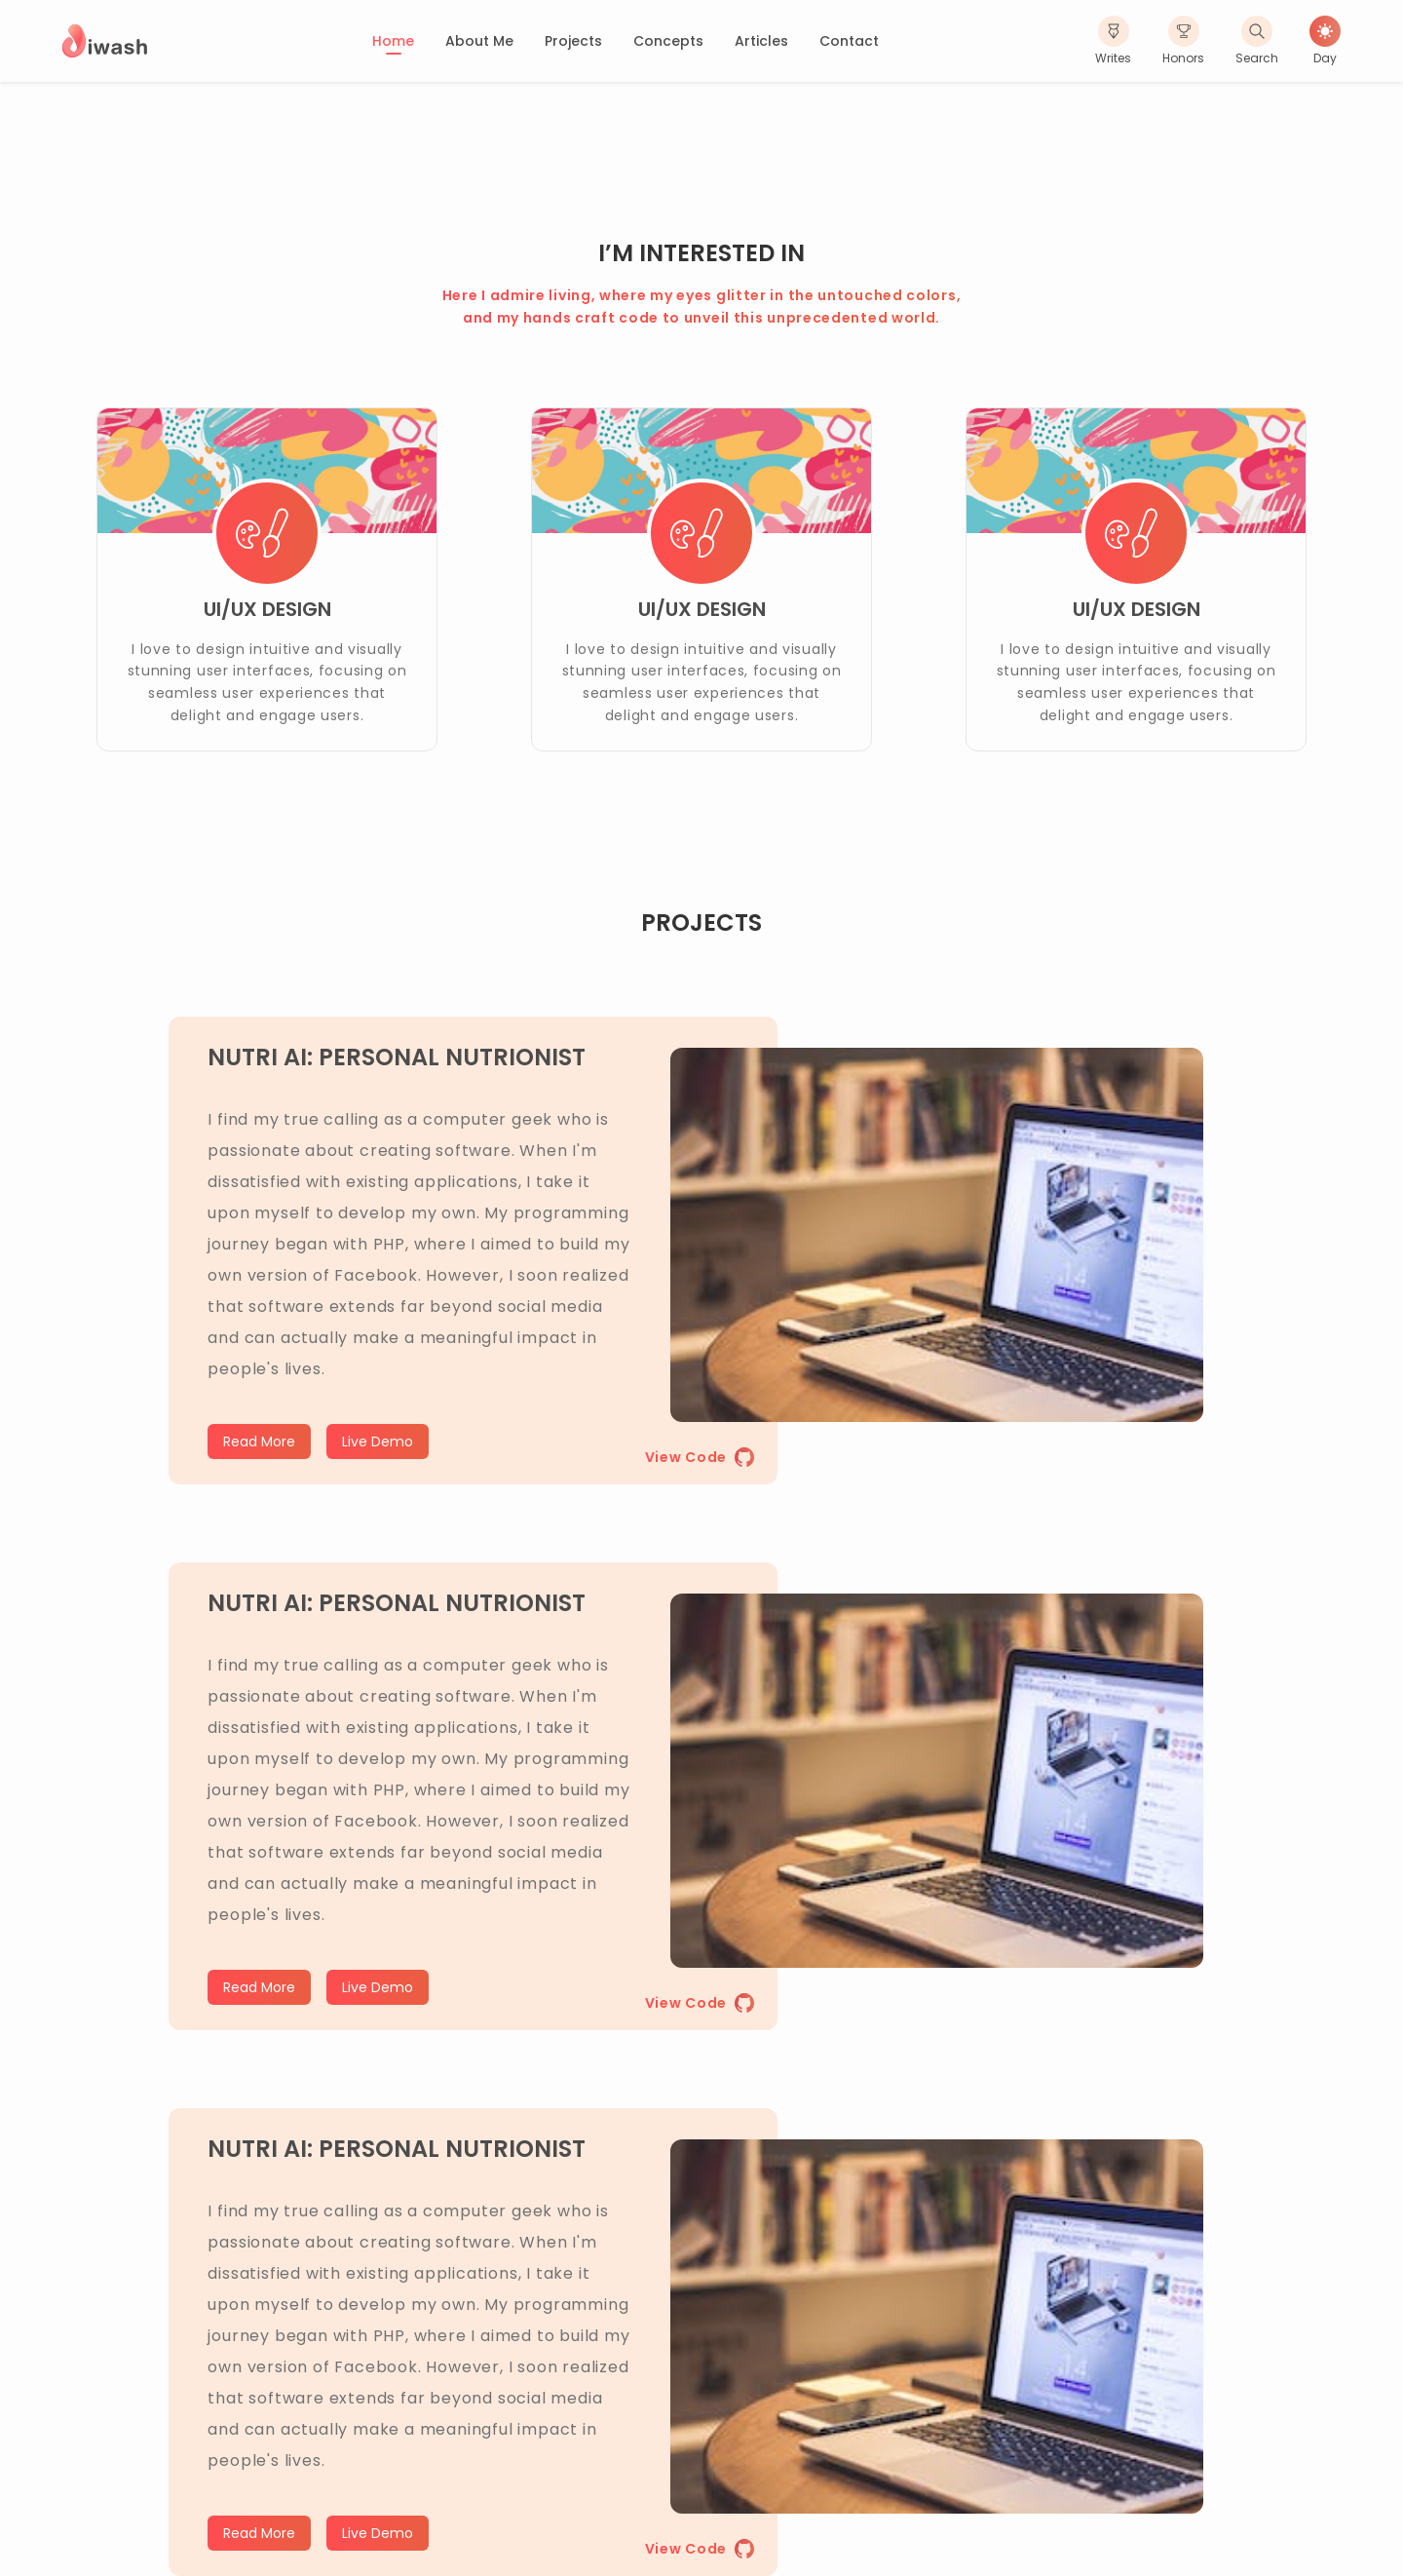 iwash
Home About Me Projects Concepts Articles Contact
Writes Honors Search Day
I’M INTERESTED IN
Here I admire living, where my eyes glitter in the untouched colors,
and my hands craft code to unveil this unprecedented world.
UI/UX DESIGN
I love to design intuitive and visually
stunning user interfaces, focusing on
seamless user experiences that
delight and engage users.
UI/UX DESIGN
I love to design intuitive and visually
stunning user interfaces, focusing on
seamless user experiences that
delight and engage users.
UI/UX DESIGN
I love to design intuitive and visually
stunning user interfaces, focusing on
seamless user experiences that
delight and engage users.
PROJECTS
NUTRI AI: PERSONAL NUTRIONIST
I find my true calling as a computer geek who is
passionate about creating software. When I'm
dissatisfied with existing applications, I take it
upon myself to develop my own. My programming
journey began with PHP, where I aimed to build my
own version of Facebook. However, I soon realized
that software extends far beyond social media
and can actually make a meaningful impact in
people's lives.
Read More Live Demo
View Code
NUTRI AI: PERSONAL NUTRIONIST
I find my true calling as a computer geek who is
passionate about creating software. When I'm
dissatisfied with existing applications, I take it
upon myself to develop my own. My programming
journey began with PHP, where I aimed to build my
own version of Facebook. However, I soon realized
that software extends far beyond social media
and can actually make a meaningful impact in
people's lives.
Read More Live Demo
View Code
NUTRI AI: PERSONAL NUTRIONIST
I find my true calling as a computer geek who is
passionate about creating software. When I'm
dissatisfied with existing applications, I take it
upon myself to develop my own. My programming
journey began with PHP, where I aimed to build my
own version of Facebook. However, I soon realized
that software extends far beyond social media
and can actually make a meaningful impact in
people's lives.
Read More Live Demo
View Code